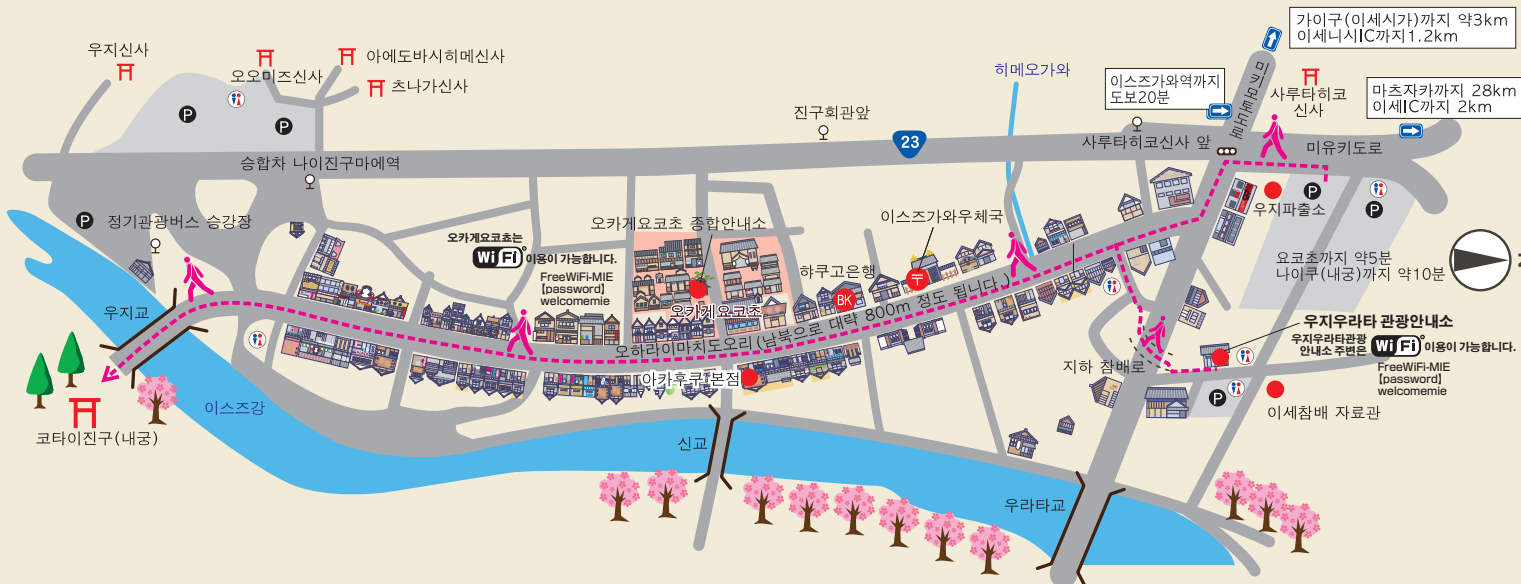 가이구(이세시가)까지 약3km
이세니시IC까지1.2km
우지신사
오오미즈신사
아에도바시히메신사
츠나가신사
히메오가와
이스즈가와역까지
도보20분
미키모토도로
사루타히코
신사
마츠자카까지 28km
이세IC까지 2km
진구회관앞
23
사루타히코신사 앞
미유키도로
승합차 나이진구마에역
P
P
P
정기관광버스 승강장
오카게요쿄쵸는
Wi Fi 이용이 가능합니다.
FreeWiFi-MIE
【password】
welcomemie
오카게요코쵸 종합안내소
오카게요코쵸
햐쿠고은행
BK
이스즈가와우체국
〒
우지파출소
P
P
요코쵸까지 약5분
나이쿠(내궁)까지 약10분
우지교
오하라이마치도오리(남북으로 대략 800m 정도 됩니다.)
아카후쿠 본점
지하 참배로
우지우라타 관광안내소
우지우라타관광
안내소 주변은 Wi Fi 이용이 가능합니다.
FreeWiFi-MIE
【password】
welcomemie
P
이세참배 자료관
이스즈강
코타이진구(내궁)
신교
우라타교